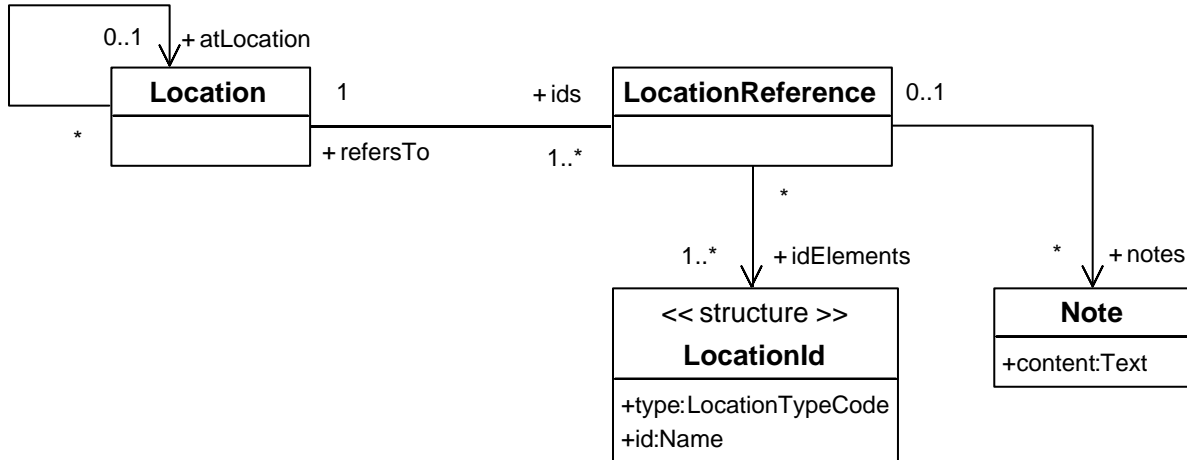 0..1 + atLocation
Location 1 + ids LocationReference 0..1
* + refersTo 1..*
*
1..* + idElements * + notes
<< structure >> Note
LocationId +content:Text
+type:LocationTypeCode
+id:Name